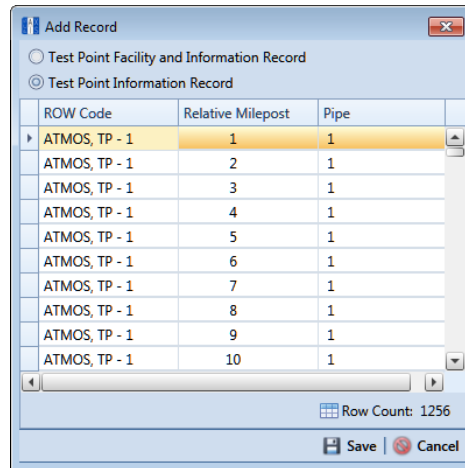 Add Record
Test Point Facility and Information Record
Test Point Information Record
ROW Code Relative Milepost Pipe
ATMOS, TP - 1 1 1
ATMOS, TP - 1 2 1
ATMOS, TP - 1 3 1
ATMOS, TP - 1 4 1
ATMOS, TP - 1 5 1
ATMOS, TP - 1 6 1
ATMOS, TP - 1 7 1
ATMOS, TP - 1 8 1
ATMOS, TP - 1 9 1
ATMOS, TP - 1 10 1
Row Count: 1256
Save | Cancel